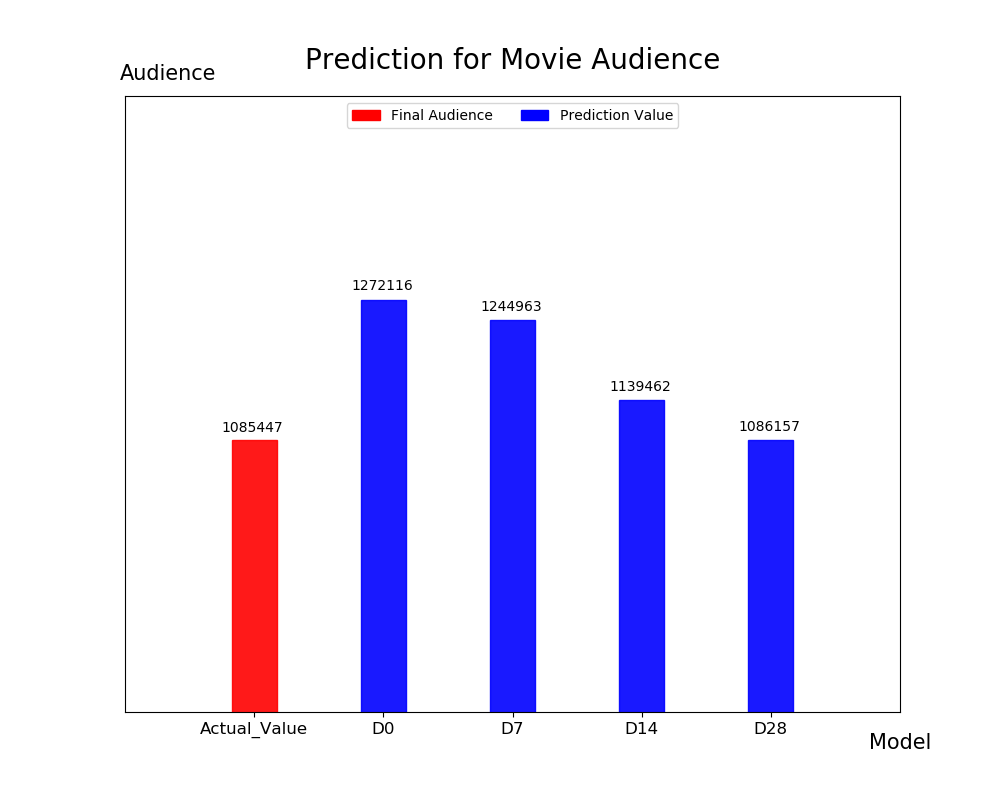 Prediction for Movie Audience
Audience
Final Audience Prediction Value
1272116
1244963
1139462
1085447
1086157
Actual_Value D0 D7 D14 D28
Model